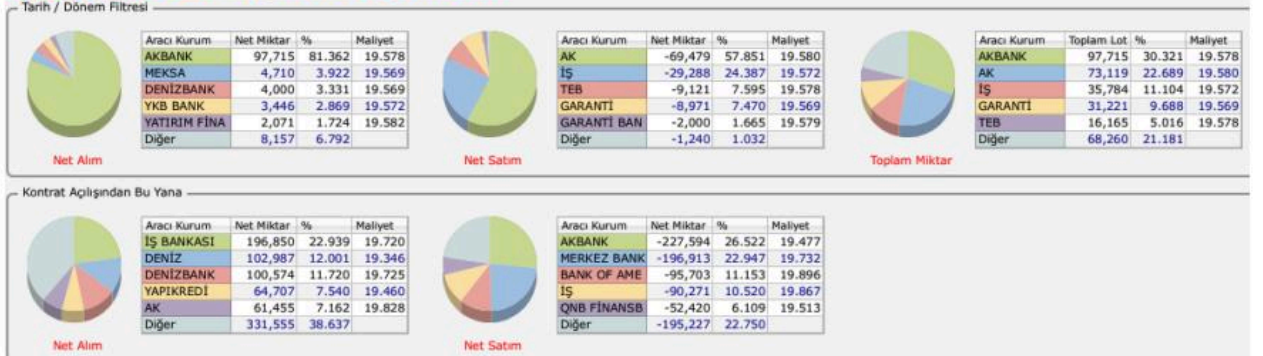 Tarih / Dönem Filtresi
Aracı Kurum Net Miktar % Maliyet
AKBANK 97,715 81.362 19.578
MEKSA 4,710 3.922 19.569
DENİZBANK 4,000 3.331 19.569
YKB BANK 3,446 2.869 19.572
YATIRIM FİNA 2,071 1.724 19.582
Diğer 8,157 6.792
Net Alım
Aracı Kurum Net Miktar % Maliyet
AK -69,479 57.851 19.580
İŞ -29,288 24.387 19.572
TEB -9,121 7.595 19.578
GARANTİ -8,971 7.470 19.569
GARANTİ BAN -2,000 1.665 19.579
Diğer -1,240 1.032
Net Satım
Aracı Kurum Toplam Lot % Maliyet
AKBANK 97,715 30.321 19.578
AK 73,119 22.689 19.580
İŞ 35,784 11.104 19.572
GARANTİ 31,221 9.688 19.569
TEB 16,165 5.016 19.578
Diğer 68,260 21.181
Toplam Miktar
Kontrat Açılışından Bu Yana
Aracı Kurum Net Miktar % Maliyet
İŞ BANKASI 196,850 22.939 19.720
DENİZ 102,987 12.001 19.346
DENİZBANK 100,574 11.720 19.725
YAPIKREDİ 64,707 7.540 19.460
AK 61,455 7.162 19.828
Diğer 331,555 38.637
Net Alım
Aracı Kurum Net Miktar % Maliyet
AKBANK -227,594 26.522 19.477
MERKEZ BANK -196,913 22.947 19.732
BANK OF AME -95,703 11.153 19.896
İŞ -90,271 10.520 19.867
QNB FİNANSB -52,420 6.109 19.513
Diğer -195,227 22.750
Net Satım